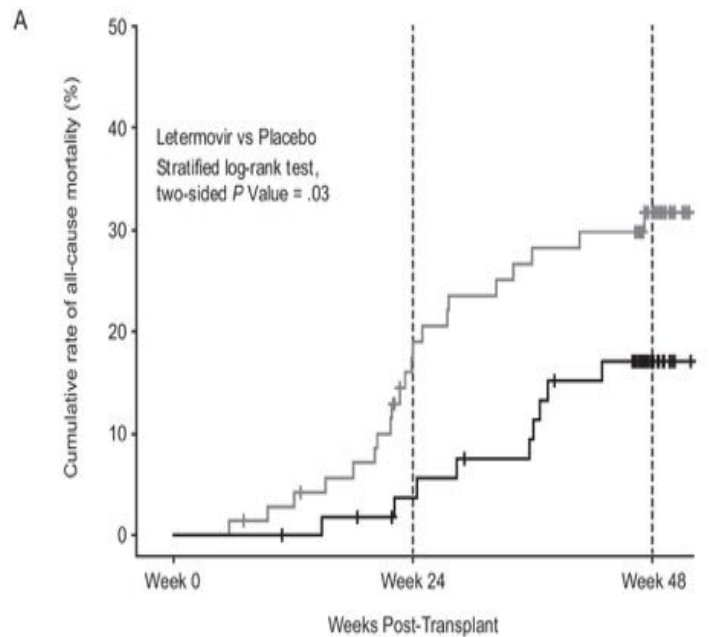 A
50
40
30
20
10
0
Cumulative rate of all-cause mortality (%)
Letermovir vs Placebo
Stratified log-rank test,
two-sided P Value = .03
Week 0
Week 24
Week 48
Weeks Post-Transplant